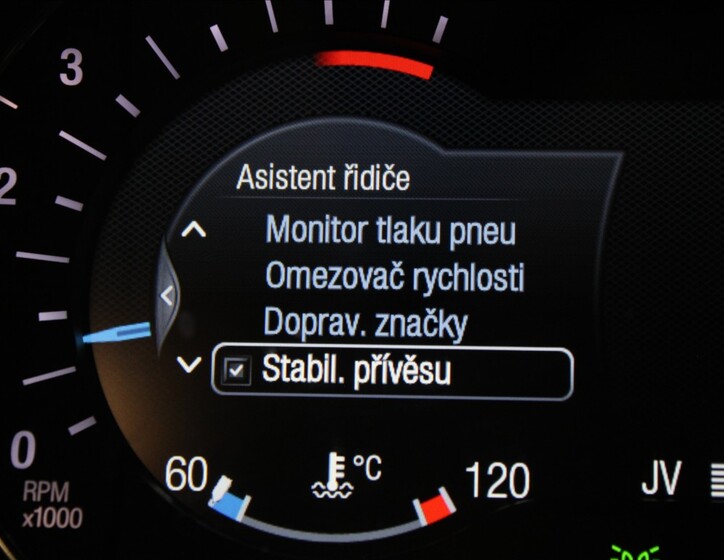 3
2
Asistent řidiče
Monitor tlaku pneu
Omezovač rychlosti
Doprav. značky
Stabil. přívěsu
0
RPM
x1000
60
°C
120
JV